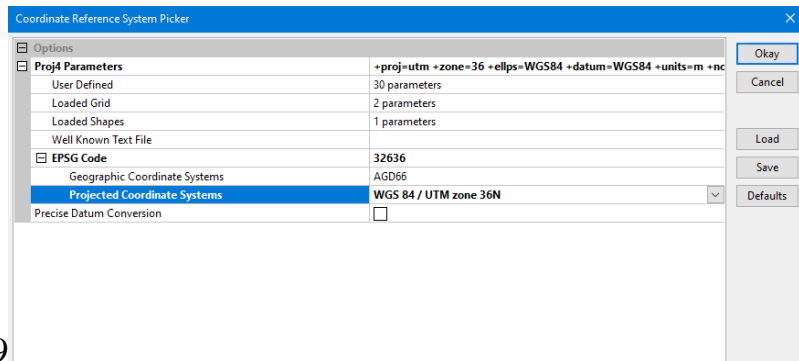 Coordinate Reference System Picker
Options
Proj4 Parameters +proj=utm +zone=36 +ellps=WGS84 +datum=WGS84 +units=m +no
User Defined 30 parameters
Loaded Grid 2 parameters
Loaded Shapes 1 parameters
Well Known Text File
EPSG Code 32636
Geographic Coordinate Systems AGD66
Projected Coordinate Systems WGS 84 / UTM zone 36N
Precise Datum Conversion
Okay
Cancel
Load
Save
Defaults
9